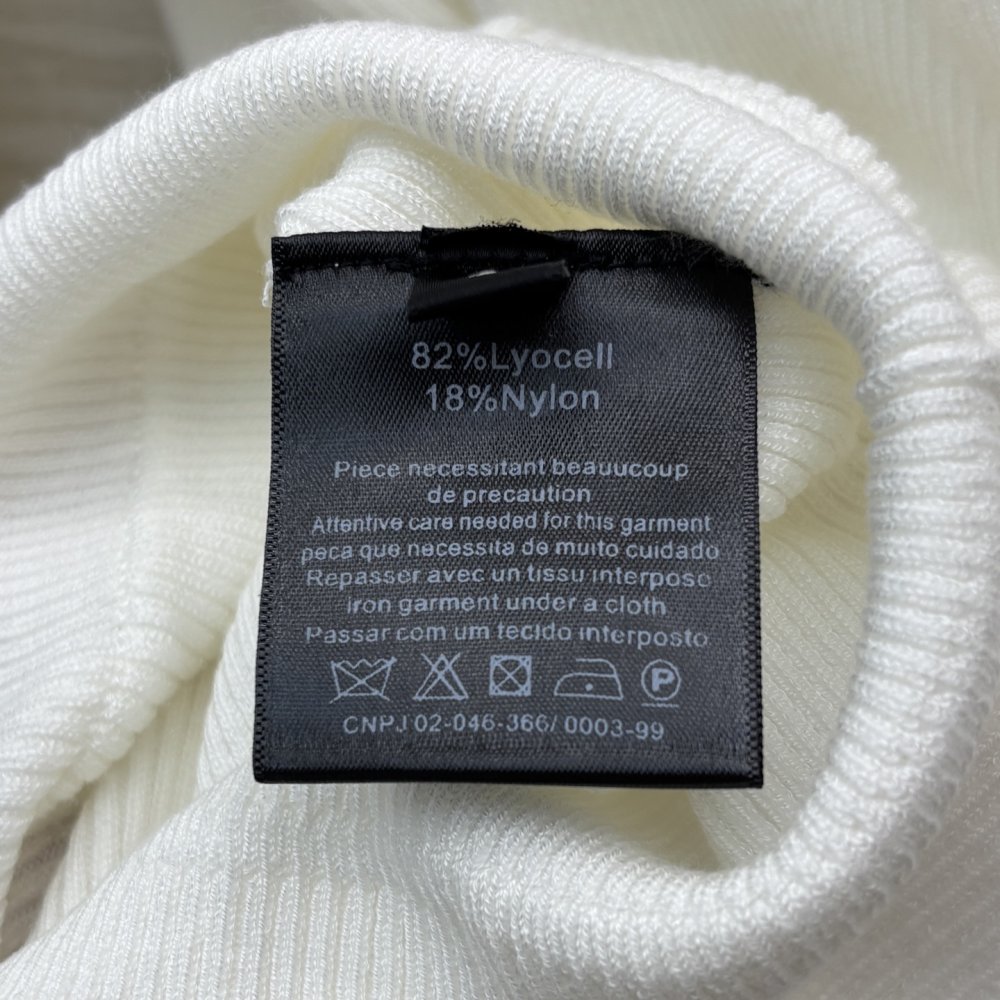 82%Lyocell
18%Nylon
Piece necessitant beauucoup
de precaution
Attentive care needed for this garment
peca que necessita de muito cuidado
Repasser avec un tissu interpose
iron garment under a cloth
Passar com um tecido interposto
P
CNPJ 02-046-366/ 0003-99